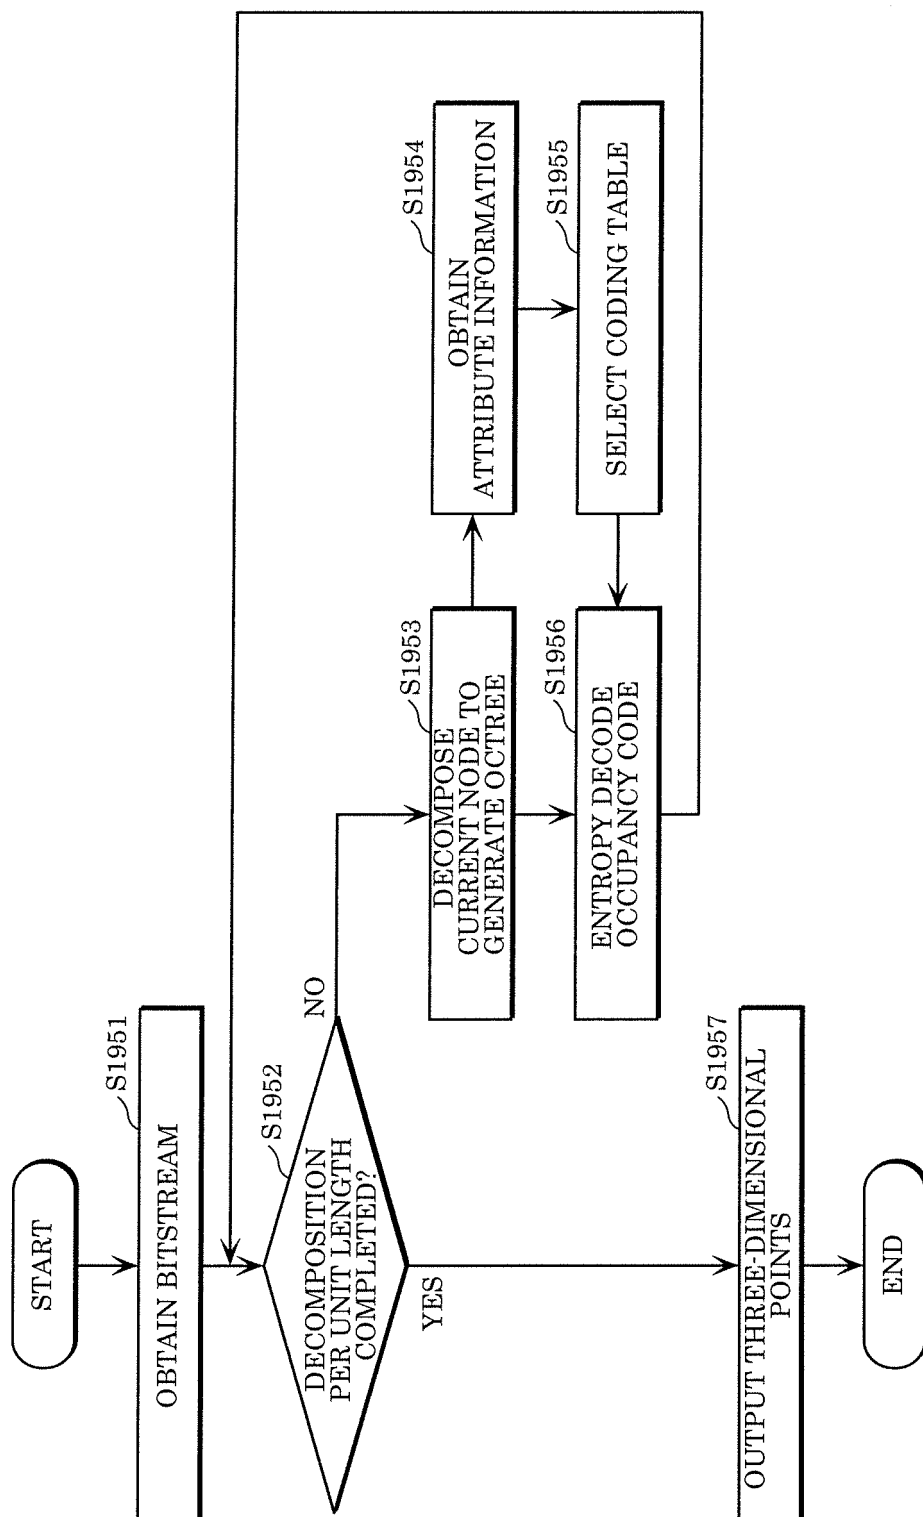 START
S1951
OBTAIN BITSTREAM
S1952
DECOMPOSITION
PER UNIT LENGTH
COMPLETED?
NO
YES
S1953
DECOMPOSE
CURRENT NODE TO
GENERATE OCTREE
S1954
OBTAIN
ATTRIBUTE INFORMATION
S1955
SELECT CODING TABLE
S1956
ENTROPY DECODE
OCCUPANCY CODE
S1957
OUTPUT THREE-DIMENSIONAL
POINTS
END